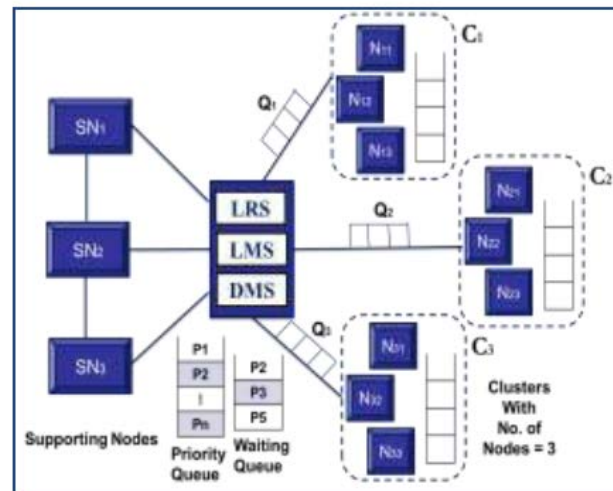 C1
N11
N12
N13
Q1
SN1
LRS
LMS
DMS
Q2
C2
N21
N22
N23
SN2
Q3
C3
N31
N32
N33
SN3
P1
P2
Pn
P2
P3
P5
Supporting Nodes
Priority
Queue
Waiting
Queue
Clusters
With
No. of
Nodes = 3